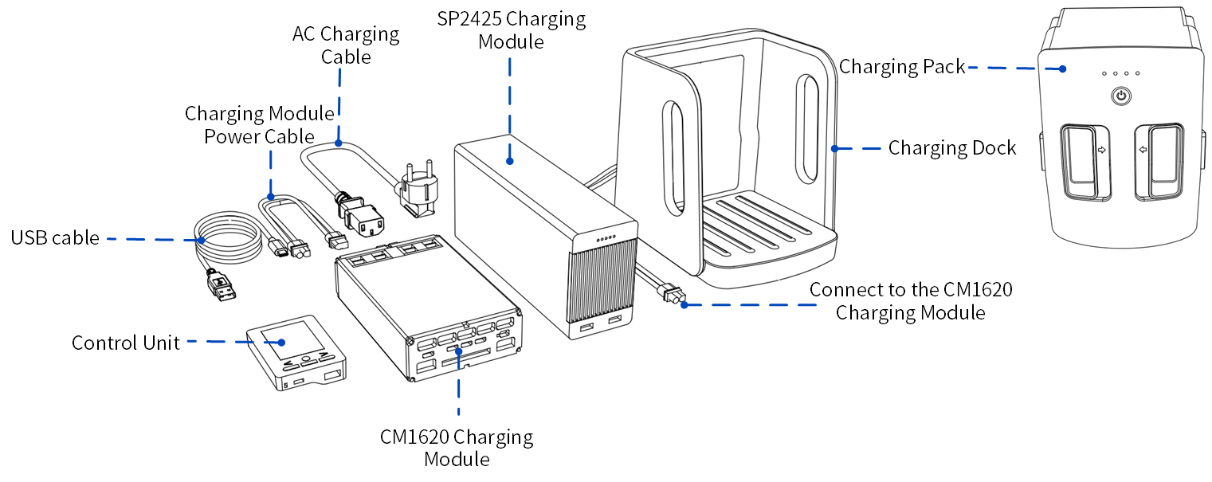 SP2425 Charging
Module
AC Charging
Cable
Charging Pack
Charging Module
Power Cable
Charging Dock
USB cable
Connect to the CM1620
Charging Module
Control Unit
CM1620 Charging
Module